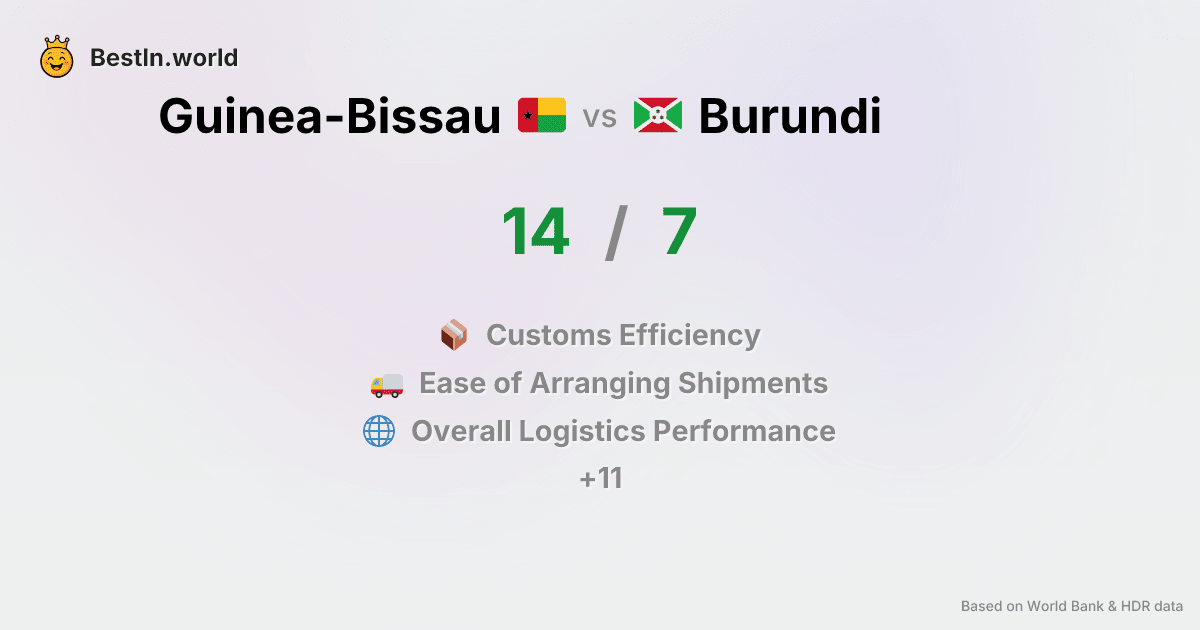 BestIn.world
Guinea-Bissau vs Burundi
14 / 7
Customs Efficiency
Ease of Arranging Shipments
Overall Logistics Performance
+11
Based on World Bank & HDR data